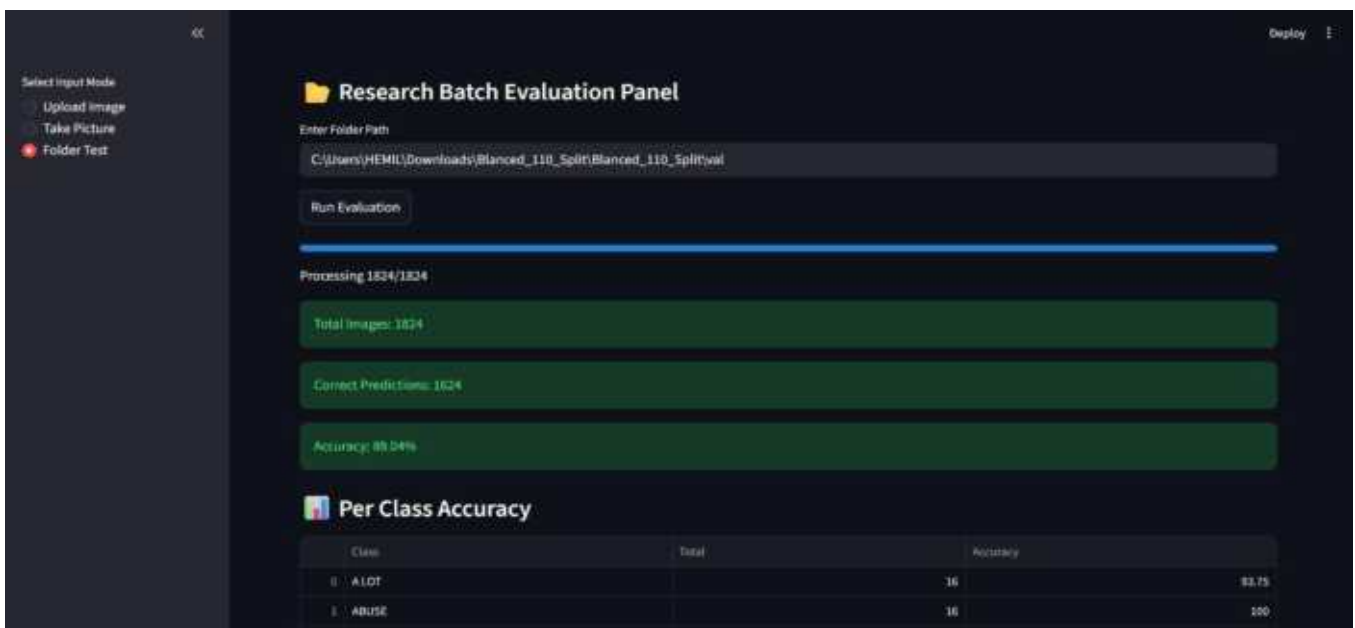 Deploy
Select Input Mode
Upload Image
Take Picture
Folder Test
Research Batch Evaluation Panel
Enter Folder Path
C:\Users\HEMIL\Downloads\Blanced_110_Split\Blanced_110_Split\val
Run Evaluation
Processing 1824/1824
Total Images: 1824
Correct Predictions: 1624
Accuracy: 89.04%
Per Class Accuracy
Class Total Accuracy
0 A LOT 16 93.75
1 ABUSE 16 100